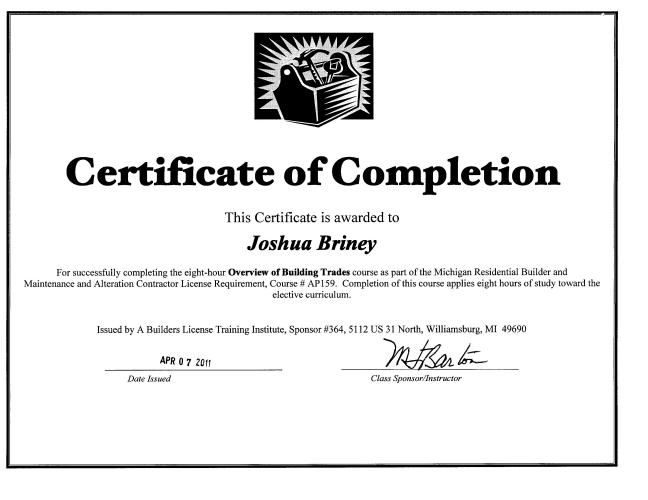 Certificate of Completion
This Certificate is awarded to
Joshua Briney
For successfully completing the eight-hour Overview of Building Trades course as part of the Michigan Residential Builder and
Maintenance and Alteration Contractor License Requirement, Course # AP159. Completion of this course applies eight hours of study toward the
elective curriculum.
Issued by A Builders License Training Institute, Sponsor #364, 5112 US 31 North, Williamsburg, MI 49690
APR 07 2011
M H Barton
Date Issued
Class Sponsor/Instructor